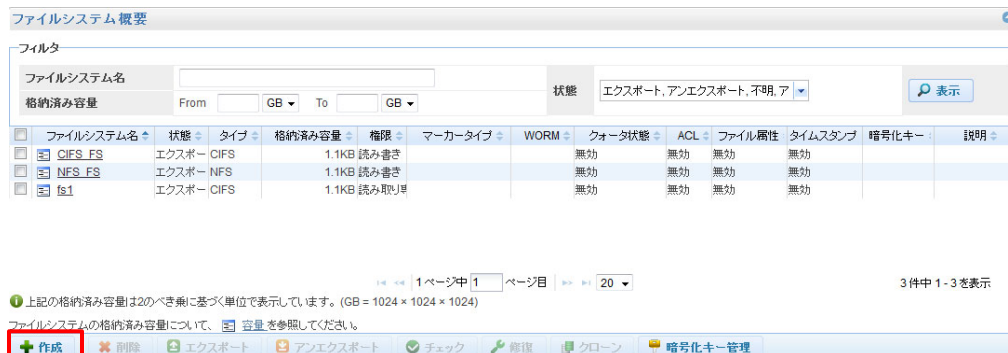 ファイルシステム概要
フィルタ
ファイルシステム名
格納済み容量 From GB To GB
状態 エクスポート, アンエクスポート, 不明, ア
表示
ファイルシステム名 状態 タイプ 格納済み容量 権限 マーカータイプ WORM クォータ状態 ACL ファイル属性 タイムスタンプ 暗号化キー 説明
CIFS_FS エクスポー CIFS 1.1KB 読み書き 無効 無効 無効 無効
NFS_FS エクスポー NFS 1.1KB 読み書き 無効 無効 無効 無効
fs1 エクスポー CIFS 1.1KB 読み取り 無効 無効 無効 無効
1 ページ中 1 ページ目 20 3 件中 1 - 3 を表示
上記の格納済み容量は2のべき乗に基づく単位で表示しています。(GB = 1024 × 1024 × 1024)
ファイルシステムの格納済み容量について、 容量 を参照してください。
作成 削除 エクスポート アンエクスポート チェック 修復 クローン 暗号化キー管理